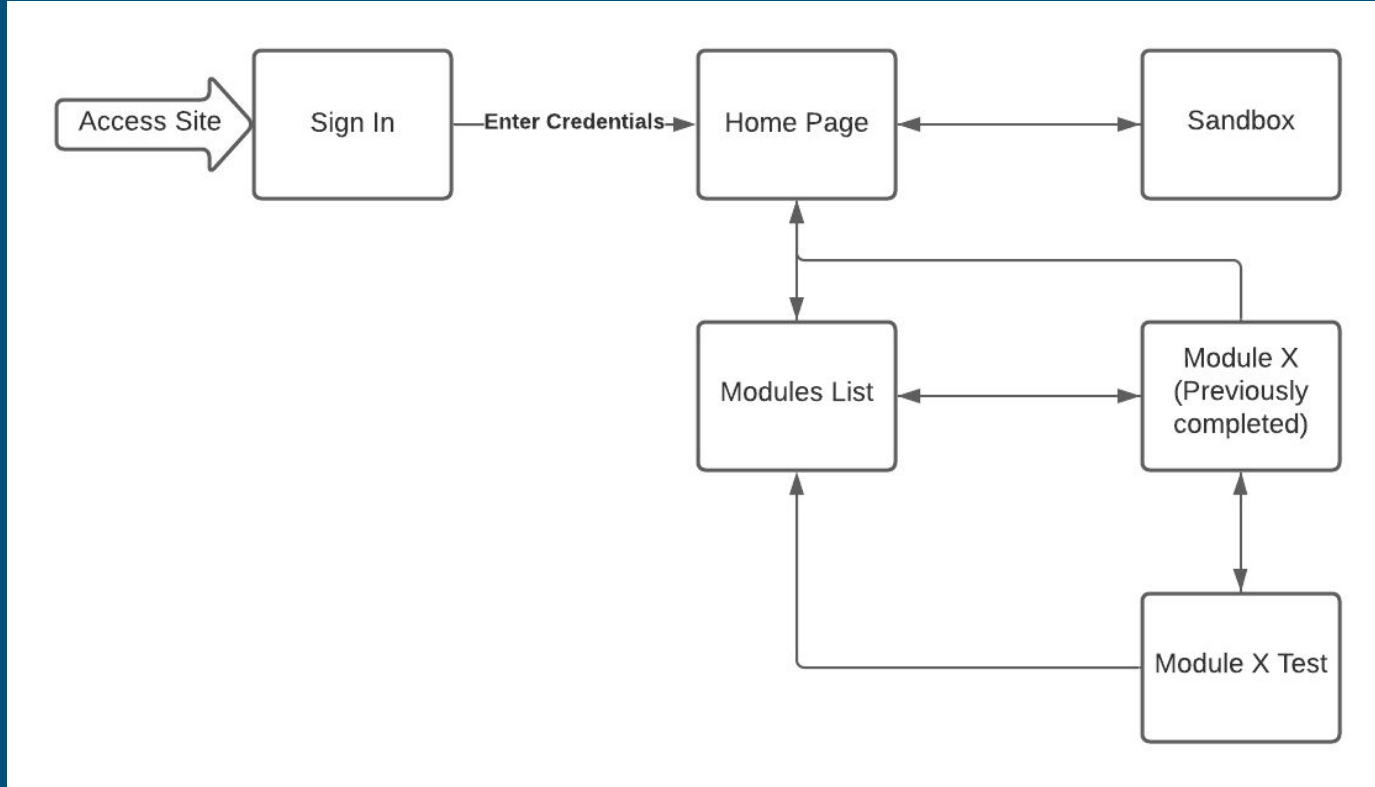 Access Site
Sign In
Enter Credentials
Home Page
Sandbox
Modules List
Module X
(Previously
completed)
Module X Test